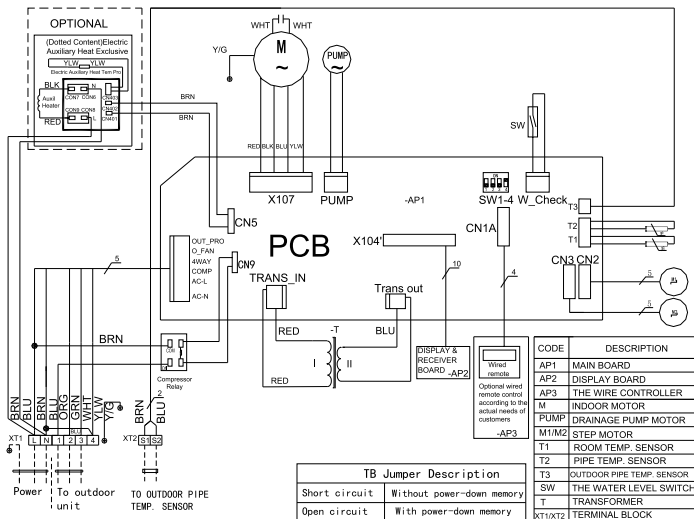 OPTIONAL
(Dotted Content)Electric
Auxiliary Heat Exclusive
YLW YLW
Electric Auxiliary Heat Tem Pro
BLK
N
CON7 CON6
CN403
CN402
CN401
Auxil
Heater
CON9 CON8
L
RED
WHT WHT
Y/G
M
~
PUMP
~
BRN
BRN
RED BLK BLU YLW
SW
X107
PUMP
-AP1
SW1-4
W_Check
T3
T2
T1
CN5
PCB
X104'
CN1A
CN3 CN2
OUT_PRO
O_FAN
4WAY
COMP
AC-L
AC-N
CN9
TRANS_IN
Trans out
5
10
4
5
5
RED
-T
BLU
I
II
RED
BRN
COM
Compressor
Relay
DISPLAY &
RECEIVER
BOARD -AP2
Wired
remote
Optional wired
remote control
according to the
actual needs of
customers
-AP3
BRN
BLU
BRN
BLU
ORG
GRN
WHT
YLW
Y/G
BLU
BRN
BLU
2
XT1 L N 1 2 3 4
XT2 S1 S2
Power
To outdoor
unit
TO OUTDOOR PIPE
TEMP. SENSOR
TB Jumper Description
Short circuit Without power-down memory
Open circuit With power-down memory
CODE DESCRIPTION
AP1 MAIN BOARD
AP2 DISPLAY BOARD
AP3 THE WIRE CONTROLLER
M INDOOR MOTOR
PUMP DRAINAGE PUMP MOTOR
M1/M2 STEP MOTOR
T1 ROOM TEMP. SENSOR
T2 PIPE TEMP. SENSOR
T3 OUTDOOR PIPE TEMP. SENSOR
SW THE WATER LEVEL SWITCH
T TRANSFORMER
XT1/XT2 TERMINAL BLOCK